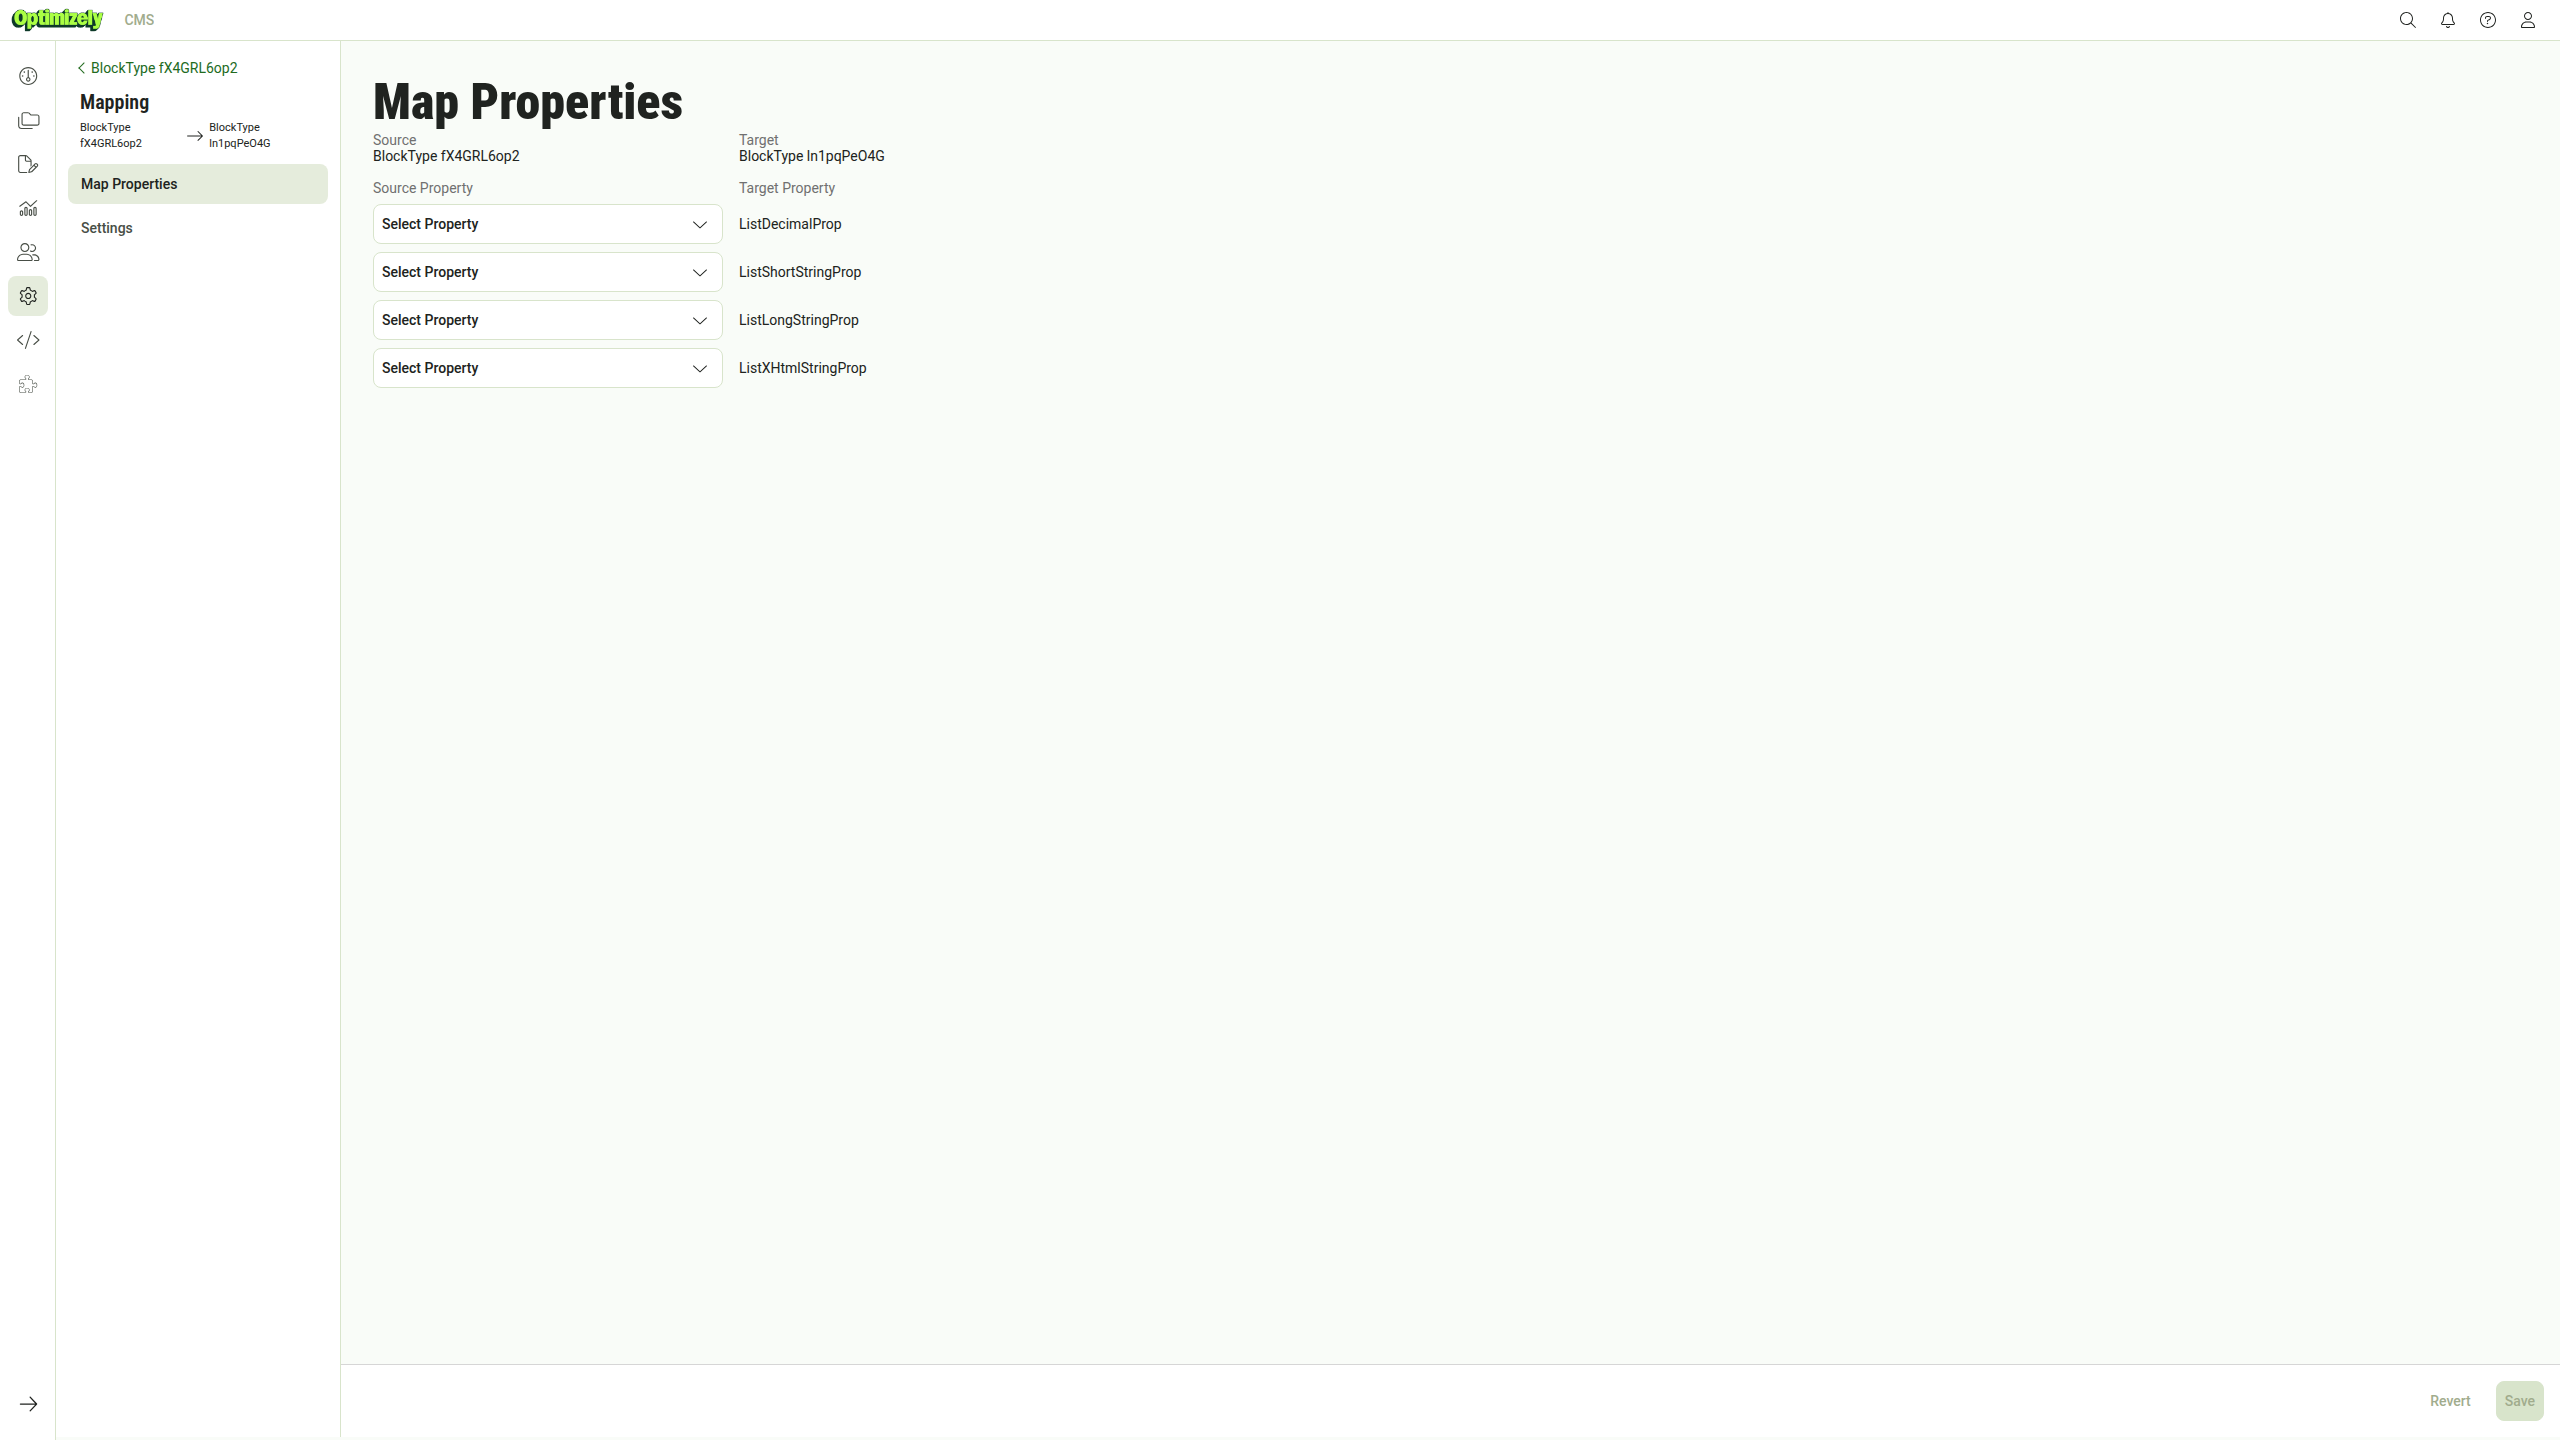 Optimizely CMS
BlockType fX4GRL6op2
Mapping
BlockType fX4GRL6op2
BlockType In1pqPeO4G
Map Properties
Settings
Map Properties
Source
BlockType fX4GRL6op2
Target
BlockType In1pqPeO4G
Source Property
Target Property
Select Property
ListDecimalProp
Select Property
ListShortStringProp
Select Property
ListLongStringProp
Select Property
ListXHtmlStringProp
Revert
Save